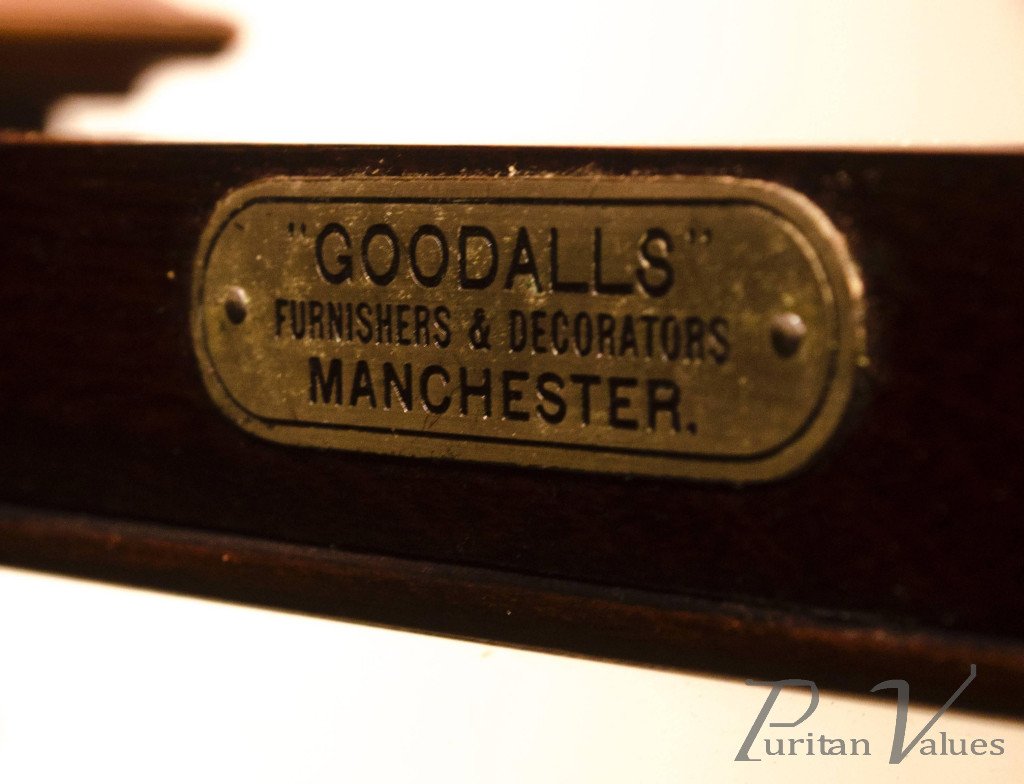 "GOODALLS"
FURNISHERS & DECORATORS
MANCHESTER.
Puritan Values